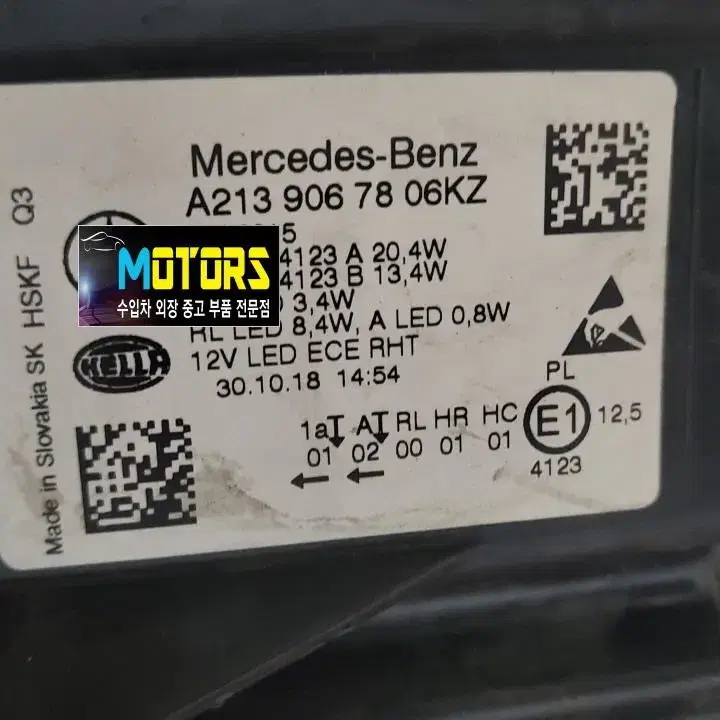 Mercedes-Benz
A213 906 78 06KZ
4123 A 20,4W
4123 B 13,4W
3,4W
RL LED 8,4W, A LED 0,8W
12V LED ECE RHT
30.10.18 14:54
MOTORS
수입차 외장 중고 부품 전문점
HELLA
Made in Slovakia SK HSKF Q3
1aT AT RL HR HC
01 02 00 01 01
PL
E1 12,5
4123